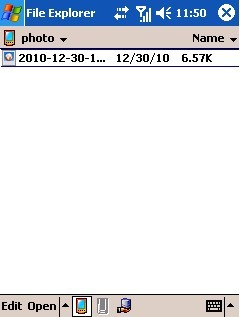 File Explorer 11:50
photo Name
2010-12-30-1... 12/30/10 6.57K
Edit Open